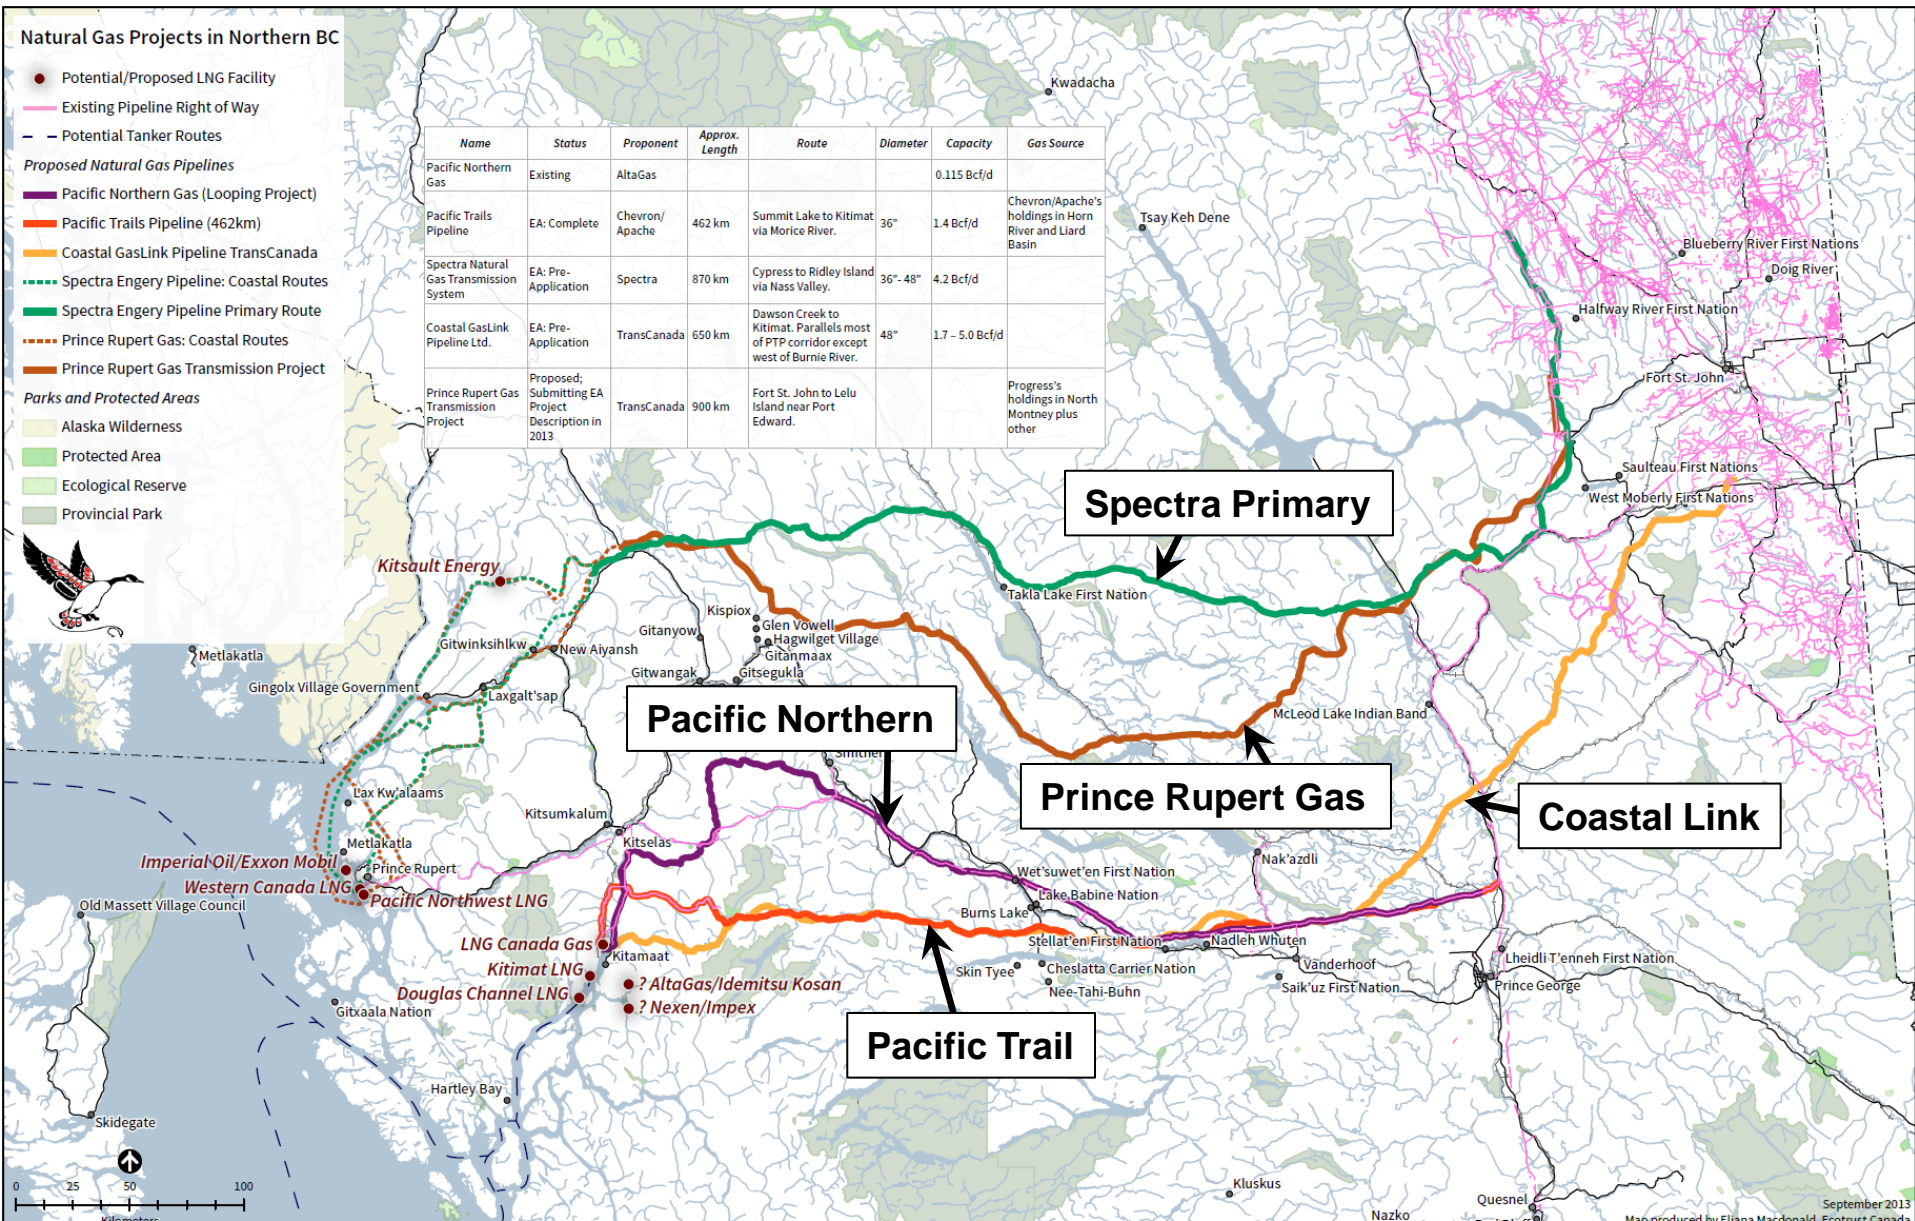 Natural Gas Projects in Northern BC
Potential/Proposed LNG Facility
Existing Pipeline Right of Way
Potential Tanker Routes
Proposed Natural Gas Pipelines
Pacific Northern Gas (Looping Project)
Pacific Trails Pipeline (462km)
Coastal GasLink Pipeline TransCanada
Spectra Engery Pipeline: Coastal Routes
Spectra Engery Pipeline Primary Route
Prince Rupert Gas: Coastal Routes
Prince Rupert Gas Transmission Project
Parks and Protected Areas
Alaska Wilderness
Protected Area
Ecological Reserve
Provincial Park
Name Status Proponent Approx. Length Route Diameter Capacity Gas Source
Pacific Northern Gas Existing AltaGas 0.115 Bcf/d
Pacific Trails Pipeline EA: Complete Chevron/ Apache 462 km Summit Lake to Kitimat via Morice River. 36" 1.4 Bcf/d Chevron/Apache's holdings in Horn River and Liard Basin
Spectra Natural Gas Transmission System EA: Pre-Application Spectra 870 km Cypress to Ridley Island via Nass Valley. 36"- 48" 4.2 Bcf/d
Coastal GasLink Pipeline Ltd. EA: Pre-Application TransCanada 650 km Dawson Creek to Kitimat. Parallels most of PTP corridor except west of Burnie River. 48" 1.7 – 5.0 Bcf/d
Prince Rupert Gas Transmission Project Proposed; Submitting EA Project Description in 2013 TransCanada 900 km Fort St. John to Lelu Island near Port Edward. Progress's holdings in North Montney plus other
Kwadacha
Tsay Keh Dene
Blueberry River First Nations
Doig River
Halfway River First Nation
Fort St. John
Saulteau First Nations
West Moberly First Nations
Spectra Primary
Kitsault Energy
Takla Lake First Nation
Kispiox
Glen Vowell
Gitanyow
Hagwilget Village
Gitanmaax
Gitwinksihlkw
New Aiyansh
Metlakatla
Gitwangak
Gitsegukla
Gingolx Village Government
Laxgalt'sap
McLeod Lake Indian Band
Pacific Northern
Prince Rupert Gas
Coastal Link
Lax Kw'alaams
Kitsumkalum
Kitselas
Metlakatla
Imperial Oil/Exxon Mobil
Prince Rupert
Western Canada LNG
Pacific Northwest LNG
Nak'azdli
Wet'suwet'en First Nation
Lake Babine Nation
Burns Lake
Old Massett Village Council
LNG Canada Gas
Stellat'en First Nation
Nadleh Whuten
Kitamaat
Kitimat LNG
Skin Tyee
Cheslatta Carrier Nation
Vanderhoof
Lheidli T'enneh First Nation
? AltaGas/Idemitsu Kosan
Douglas Channel LNG
Nee-Tahi-Buhn
Saik'uz First Nation
Prince George
? Nexen/Impex
Gitxaala Nation
Pacific Trail
Hartley Bay
Skidegate
0 25 50 100
Kilometers
Kluskus
Quesnel
Nazko
September 2013
Map produced by Eliana Macdonald, Ecotrust Canada